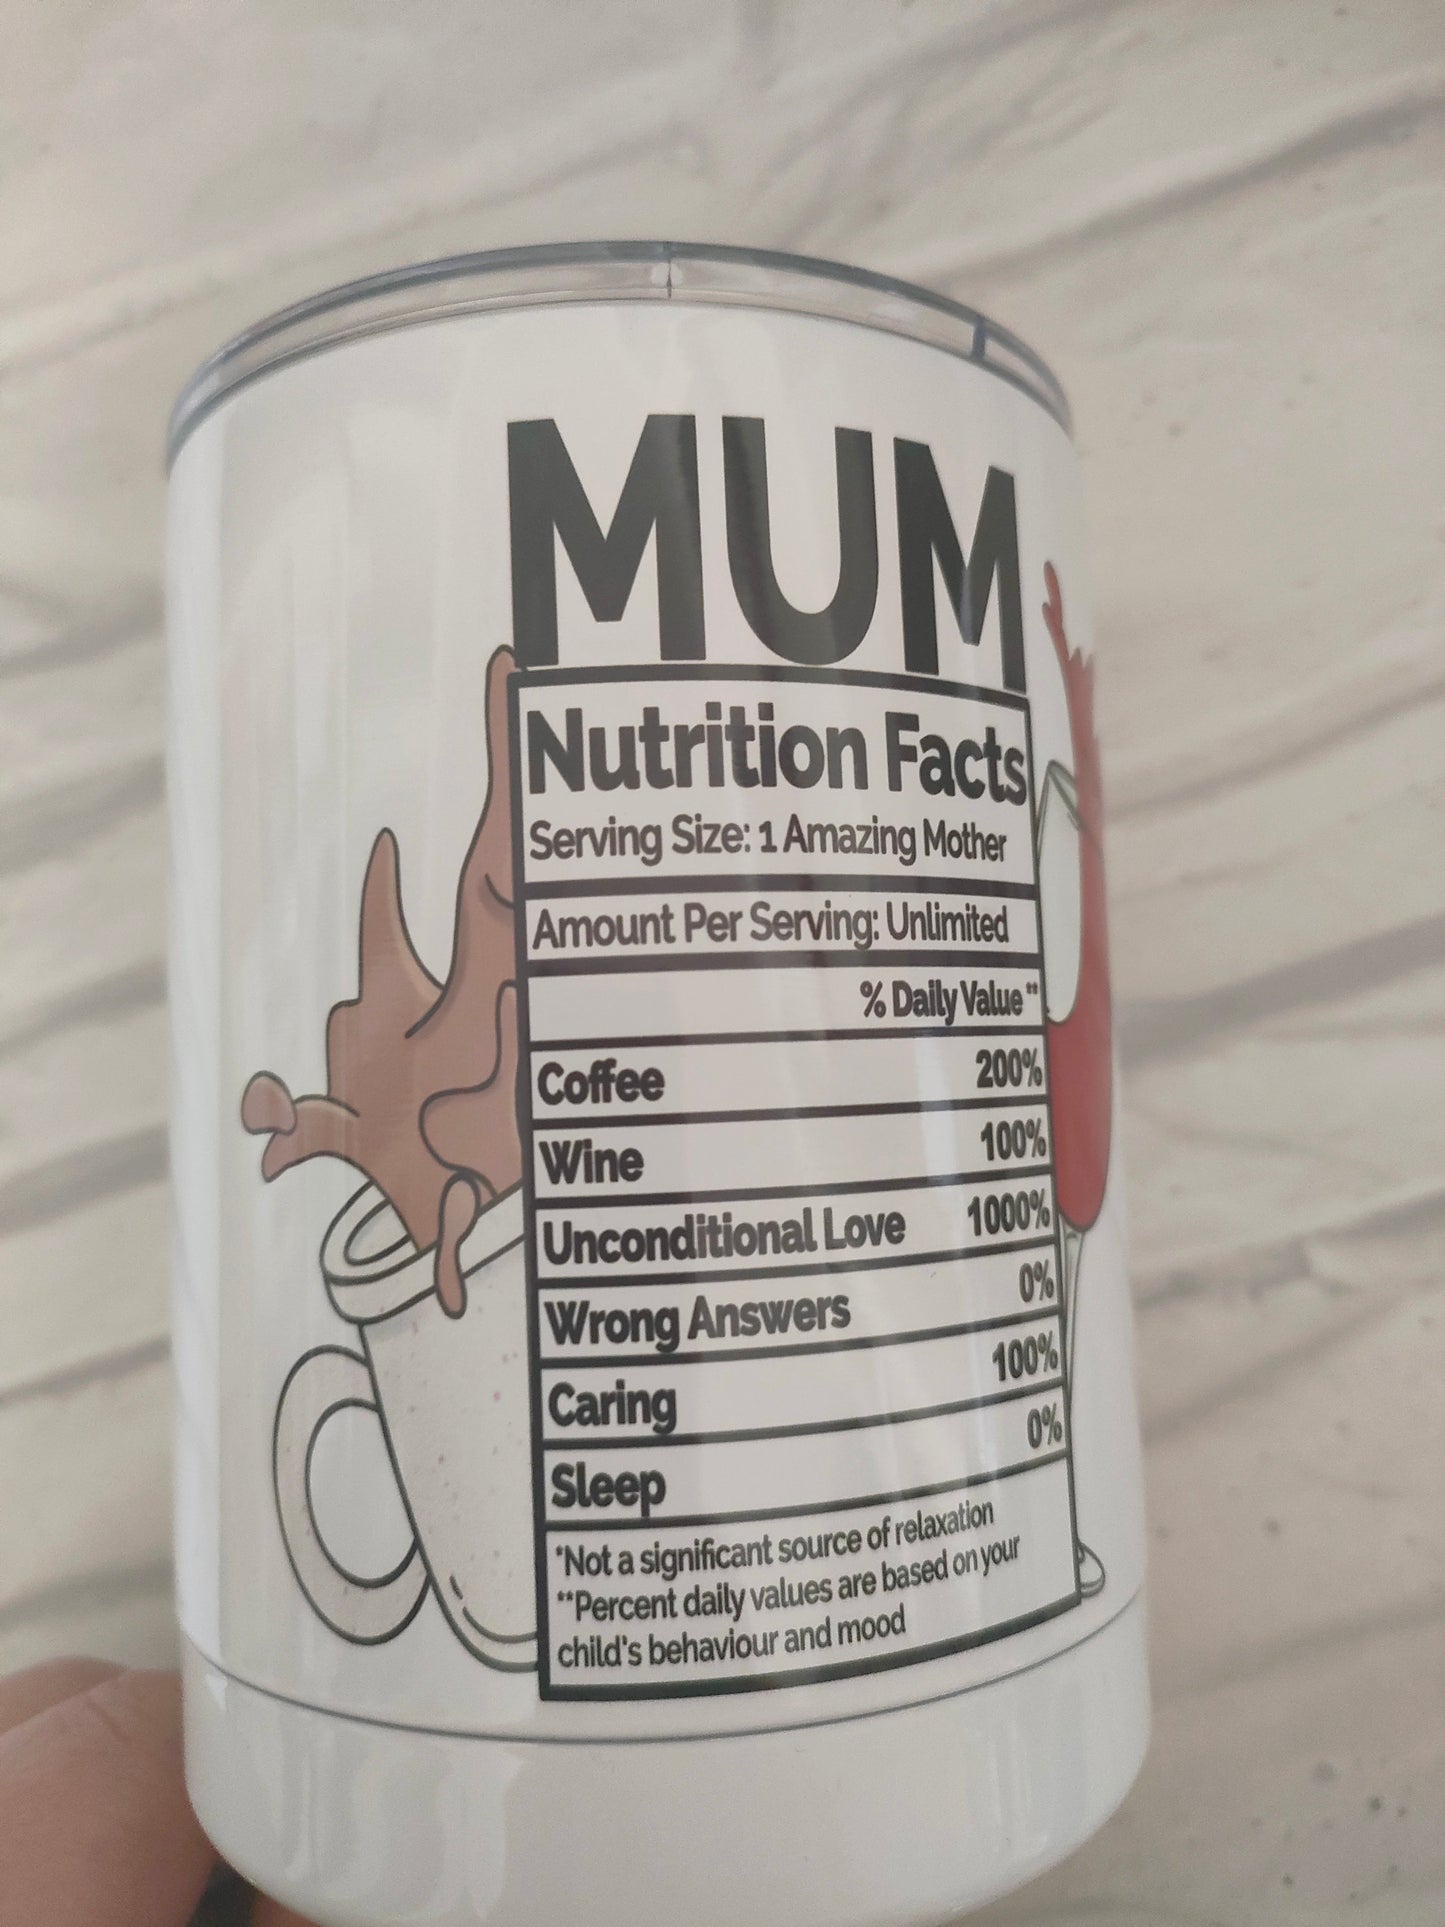 MUM
Nutrition Facts
Serving Size: 1 Amazing Mother
Amount Per Serving: Unlimited
% Daily Value**
Coffee 200%
Wine 100%
Unconditional Love 1000%
Wrong Answers 0%
Caring 100%
Sleep 0%
*Not a significant source of relaxation
**Percent daily values are based on your
child's behaviour and mood